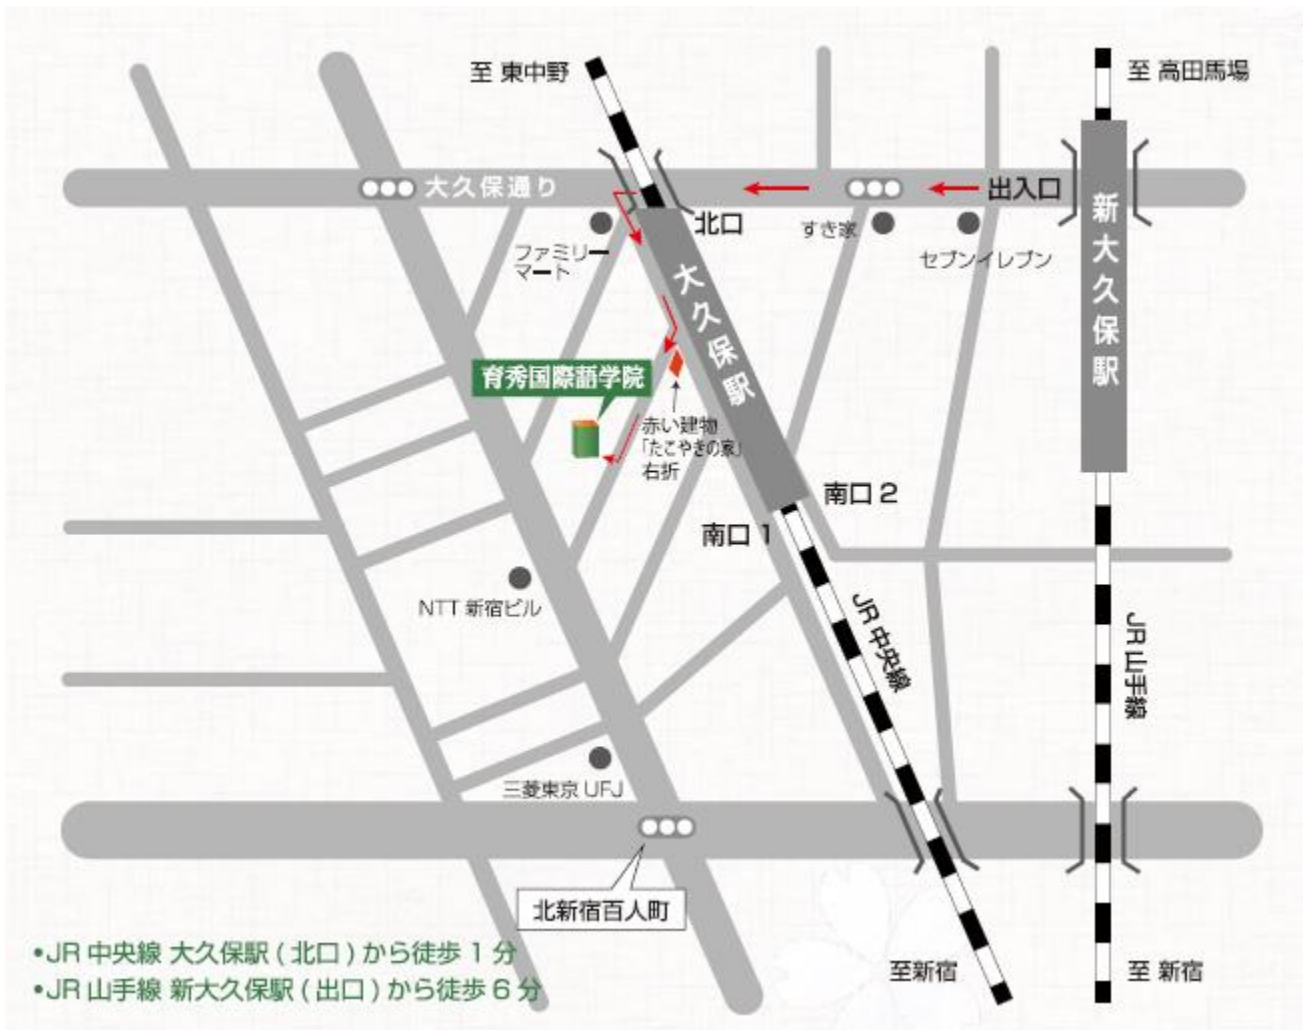 至 東中野
至 高田馬場
大久保通り
出入口
新大久保駅
北口
すき家
ファミリー
マート
セブンイレブン
大久保駅
育秀国際語学院
赤い建物
「たこやきの家」
右折
南口 2
南口 1
NTT 新宿ビル
JR 中央線
JR 山手線
三菱東京 UFJ
北新宿百人町
•JR 中央線 大久保駅 ( 北口 ) から徒歩 1 分
至新宿
至 新宿
•JR 山手線 新大久保駅 ( 出口 ) から徒歩 6 分